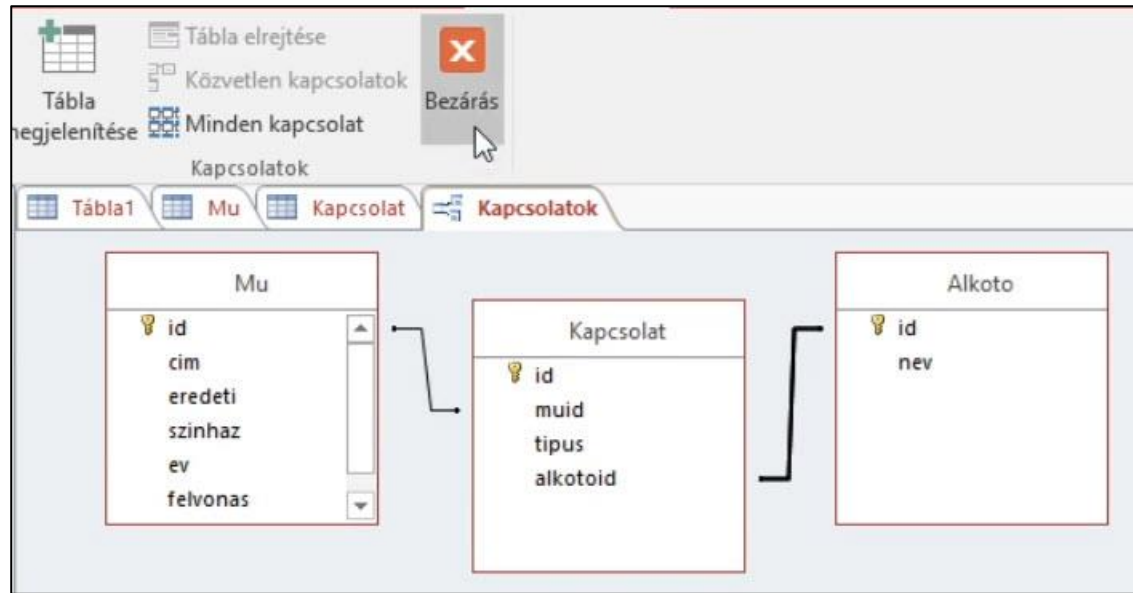 Tábla
megjelenítése
Tábla elrejtése
Közvetlen kapcsolatok
Minden kapcsolat
Kapcsolatok
Bezárás
Tábla1
Mu
Kapcsolat
Kapcsolatok
Mu
id
cim
eredeti
szinhaz
ev
felvonas
Kapcsolat
id
muid
tipus
alkotoid
Alkoto
id
nev